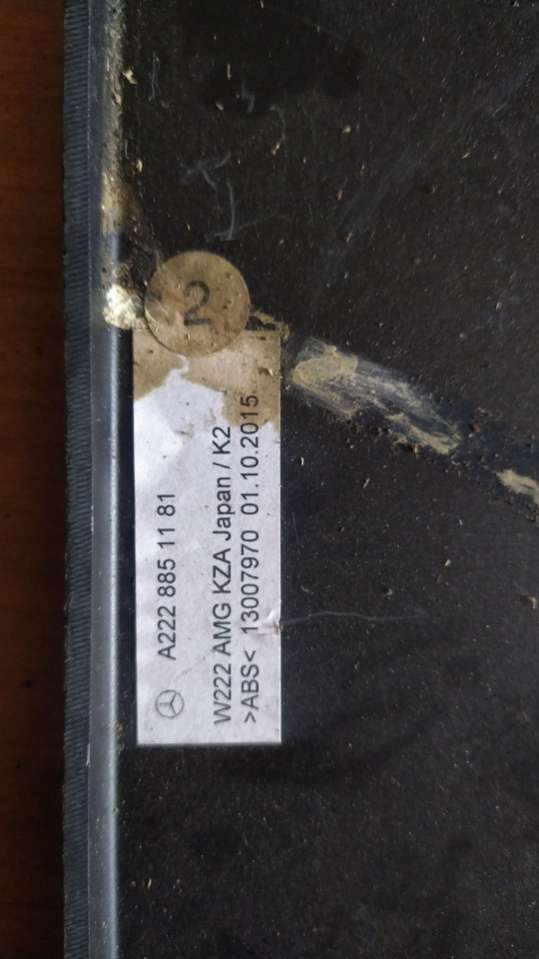 2
A222 885 11 81
W222 AMG KZA Japan / K2
>ABS< 13007970 01.10.2015